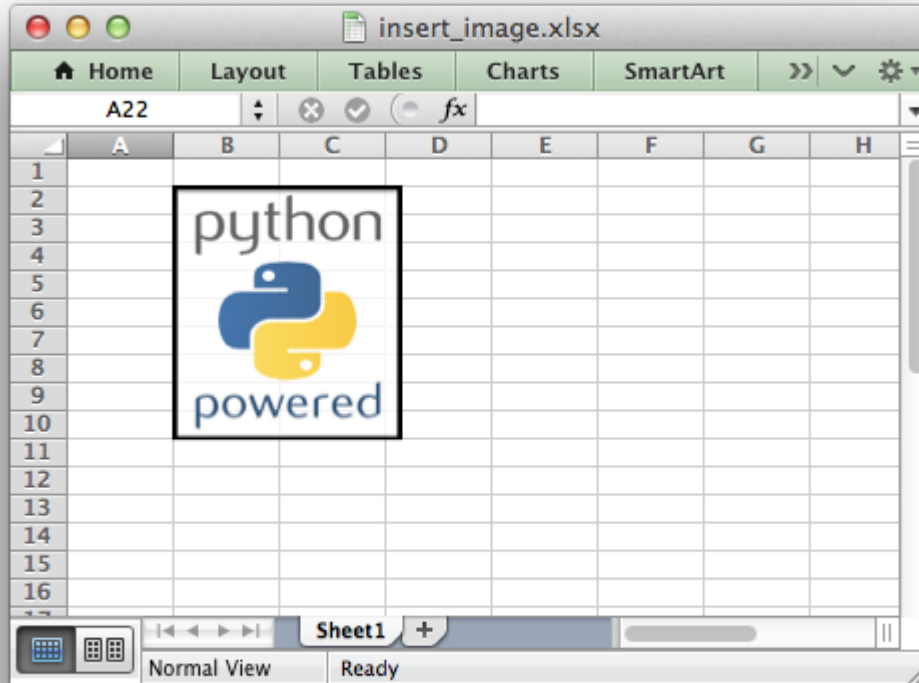 insert_image.xlsx
Home Layout Tables Charts SmartArt
A22 fx
A B C D E F G H
1
2
3
4
5
6
7
8
9
10
11
12
13
14
15
16
17
python
powered
Sheet1 +
Normal View Ready